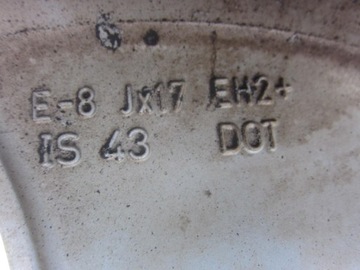 E-8 Jx17 EH2+
IS 43 DOT